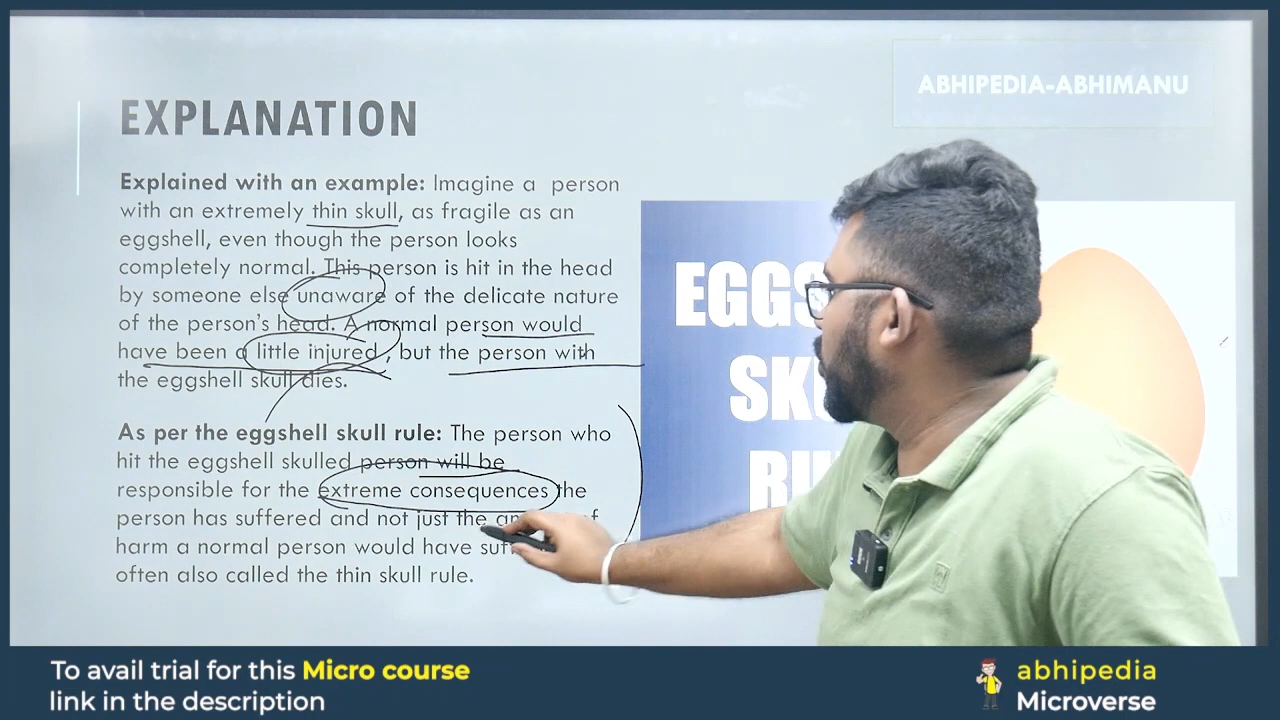 ABHIPEDIA-ABHIMANU
EXPLANATION
Explained with an example: Imagine a person
with an extremely thin skull, as fragile as an
eggshell, even though the person looks
completely normal. This person is hit in the head
by someone else unaware of the delicate nature
of the person's head. A normal person would
have been a little injured, but the person with
the eggshell skull dies.
As per the eggshell skull rule: The person who
hit the eggshell skulled person will be
responsible for the extreme consequences the
person has suffered and not just the
harm a normal person would have
often also called the thin skull rule.
To avail trial for this Micro course
link in the description
abhipedia
Microverse